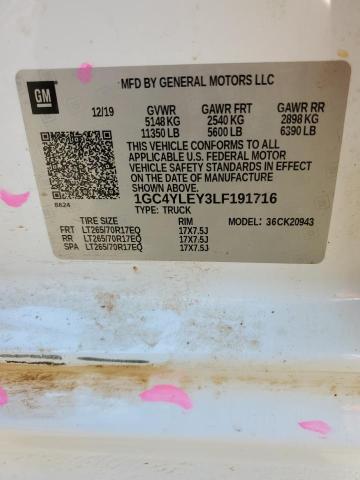 GM
MFD BY GENERAL MOTORS LLC
12/19 GVWR GAWR FRT GAWR RR
5148 KG 2540 KG 2898 KG
11350 LB 5600 LB 6390 LB
THIS VEHICLE CONFORMS TO ALL
APPLICABLE U.S. FEDERAL MOTOR
VEHICLE SAFETY STANDARDS IN EFFECT
ON THE DATE OF MANUFACTURE
SHOWN ABOVE.
1GC4YLEY3LF191716
8624 TYPE: TRUCK
TIRE SIZE RIM MODEL: 36CK20943
FRT LT265/70R17EQ 17X7.5J
RR LT265/70R17EQ 17X7.5J
SPA LT265/70R17EQ 17X7.5J